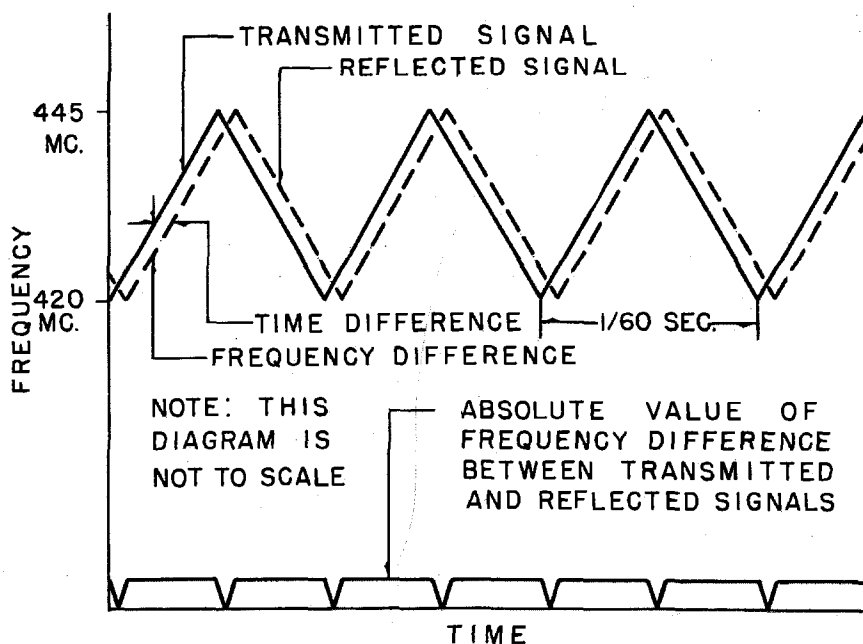 TRANSMITTED SIGNAL
REFLECTED SIGNAL
445
MC.
FREQUENCY
420
MC.
TIME DIFFERENCE
1/60 SEC.
FREQUENCY DIFFERENCE
NOTE: THIS
DIAGRAM IS
NOT TO SCALE
ABSOLUTE VALUE OF
FREQUENCY DIFFERENCE
BETWEEN TRANSMITTED
AND REFLECTED SIGNALS
TIME